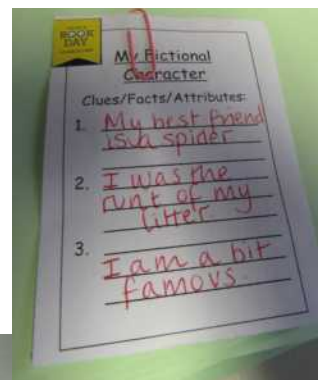 BOOK
DAY
My Fictional
Character
Clues/Facts/Attributes:
1. My best friend
is a spider
2. I was the
runt of my
litter.
3. I am a bit
famous.